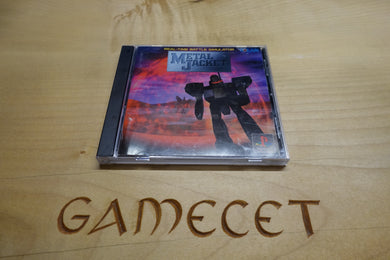 REAL-TIME BATTLE SIMULATOR
METAL
JACKET
GAMECET